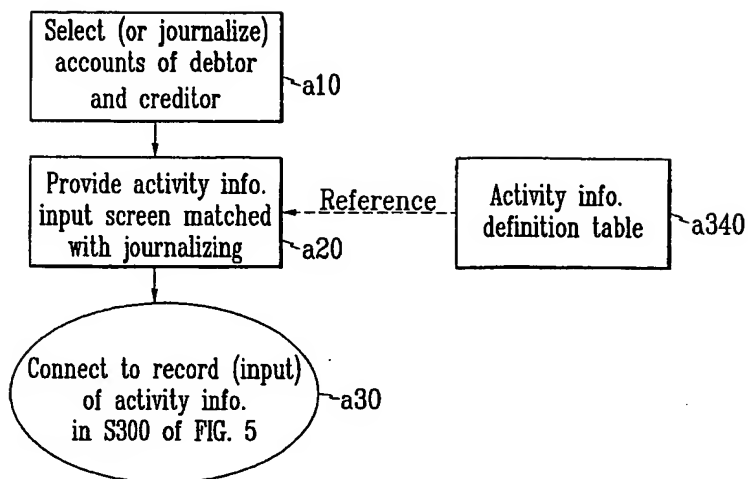 Select (or journalize)
accounts of debtor
and creditor
a10
Provide activity info.
input screen matched
with journalizing
a20
Reference
Activity info.
definition table
a340
Connect to record (input)
of activity info.
in S300 of FIG. 5
a30